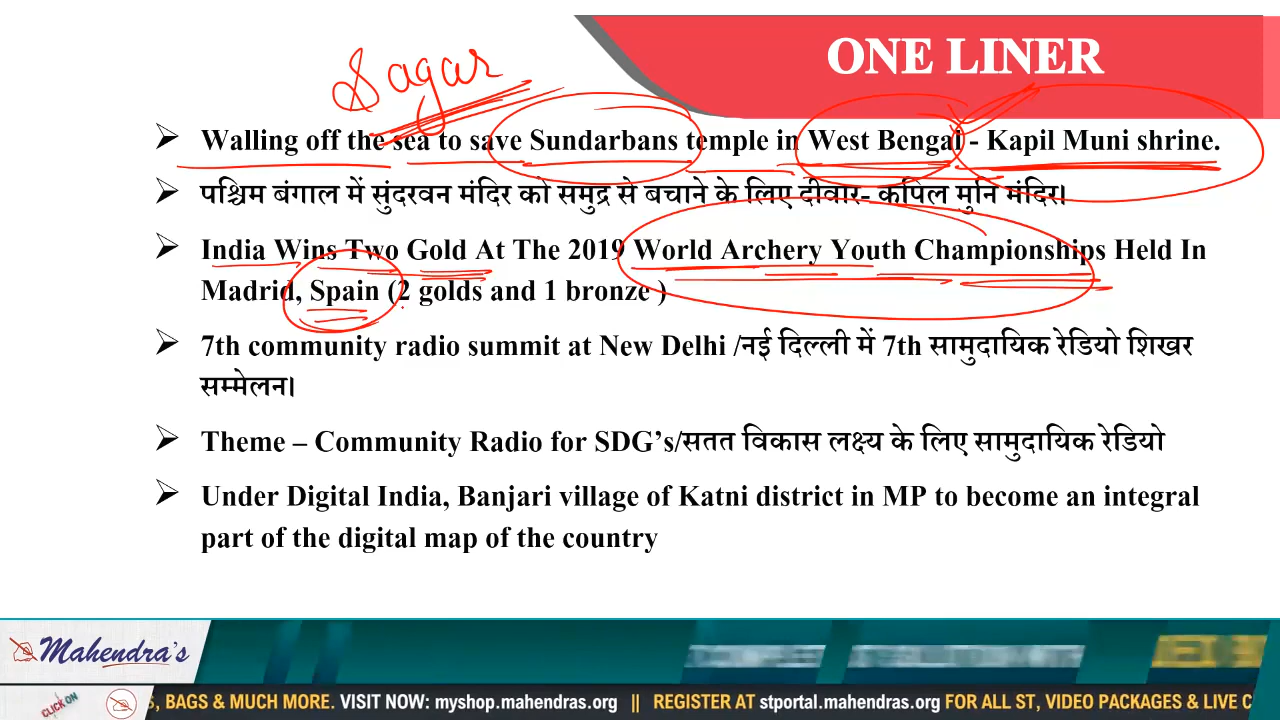 ONE LINER
Sagar
Walling off the sea to save Sundarbans temple in West Bengal - Kapil Muni shrine.
पश्चिम बंगाल में सुंदरवन मंदिर को समुद्र से बचाने के लिए दीवार- कपिल मुनि मंदिर।
India Wins Two Gold At The 2019 World Archery Youth Championships Held In
Madrid, Spain (2 golds and 1 bronze )
7th community radio summit at New Delhi /नई दिल्ली में 7th सामुदायिक रेडियो शिखर
सम्मेलन।
Theme – Community Radio for SDG’s/सतत विकास लक्ष्य के लिए सामुदायिक रेडियो
Under Digital India, Banjari village of Katni district in MP to become an integral
part of the digital map of the country
Mahendra's
CLICK ON
BAGS & MUCH MORE. VISIT NOW: myshop.mahendras.org || REGISTER AT stportal.mahendras.org FOR ALL ST, VIDEO PACKAGES & LIVE